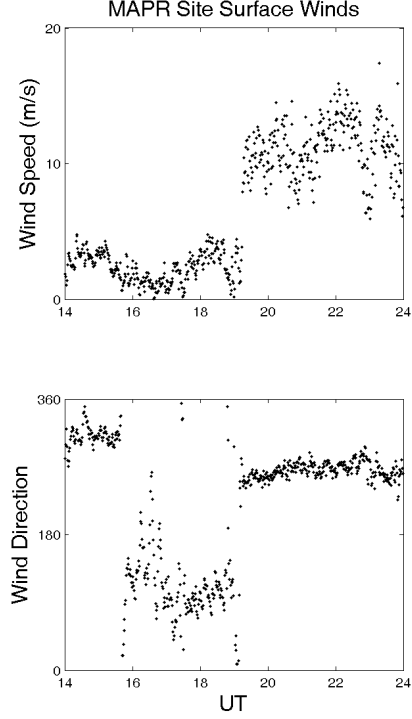 MAPR Site Surface Winds
20
10
0
Wind Speed (m/s)
14 16 18 20 22 24
360
180
0
Wind Direction
14 16 18 20 22 24
UT